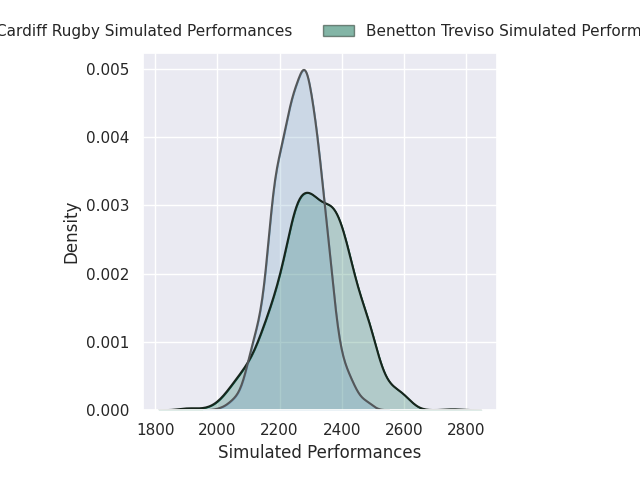 Cardiff Rugby Simulated Performances Benetton Treviso Simulated Perform
0.005
0.004
0.003
0.002
0.001
0.000
Density
1800 2000 2200 2400 2600 2800
Simulated Performances